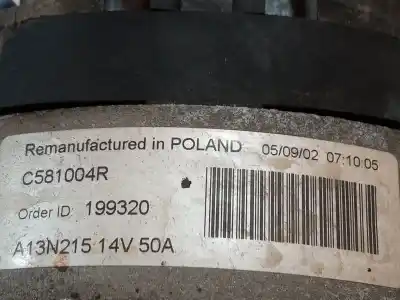 Remanufactured in POLAND 05/09/02 07:10:05
C581004R
Order ID: 199320
A13N215 14V 50A